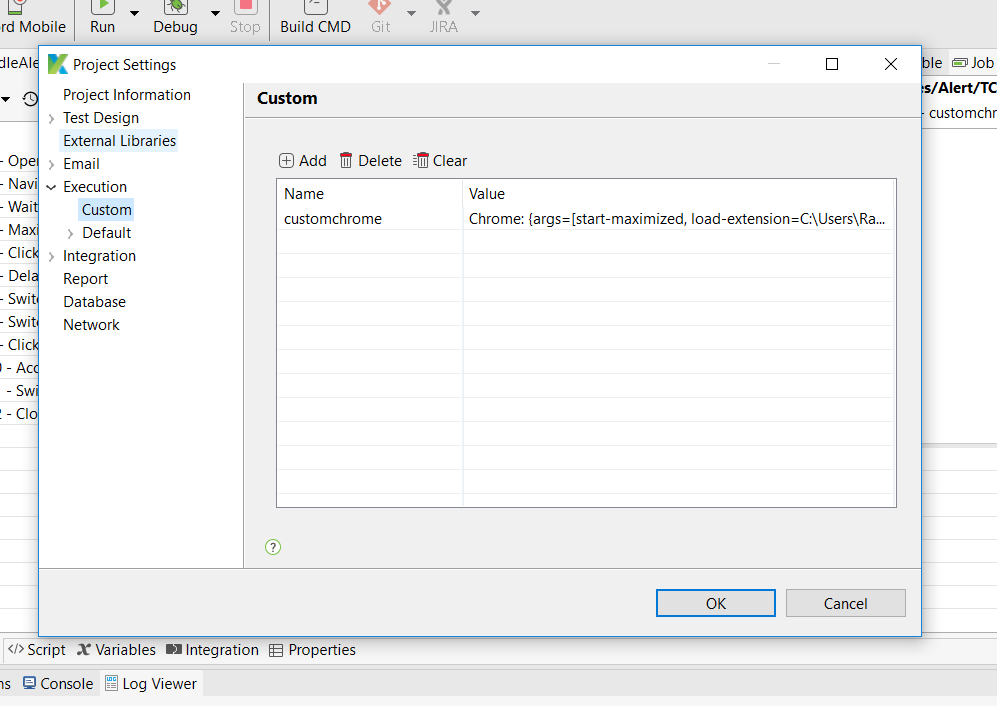 rd Mobile Run Debug Stop Build CMD Git JIRA
dleAle
ble Job
Project Settings
es/Alert/TC
- customchr
Project Information
Test Design
External Libraries
Email
Execution
Custom
Default
Integration
Report
Database
Network
Custom
Add Delete Clear
Name Value
customchrome Chrome: {args=[start-maximized, load-extension=C:\Users\Ra...
?
OK Cancel
- Open
- Navi
- Wait
- Maxi
- Click
- Dela
- Switc
- Switc
- Click
0 - Acc
- Swi
2 - Clo
</> Script Variables Integration Properties
ns Console Log Viewer